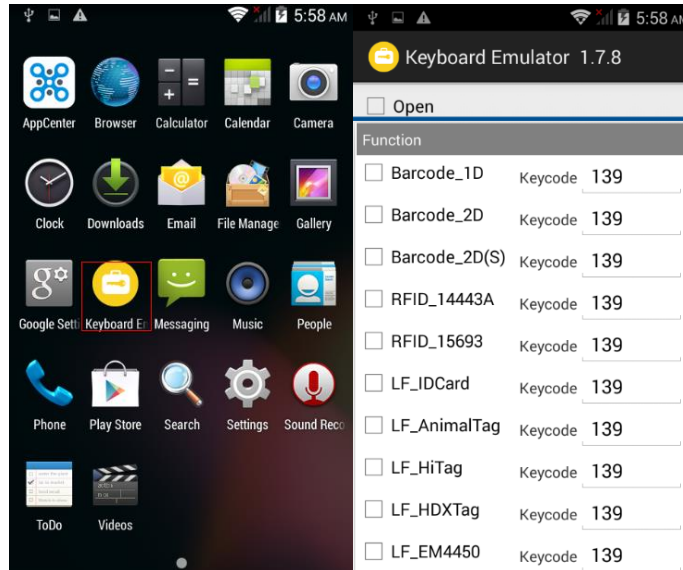 5:58 AM
AppCenter Browser Calculator Calendar Camera
Clock Downloads Email File Manage Gallery
Google Setti Keyboard En Messaging Music People
Phone Play Store Search Settings Sound Reco
ToDo Videos
5:58 AM
Keyboard Emulator 1.7.8
Open
Function
Barcode_1D Keycode 139
Barcode_2D Keycode 139
Barcode_2D(S) Keycode 139
RFID_14443A Keycode 139
RFID_15693 Keycode 139
LF_IDCard Keycode 139
LF_AnimalTag Keycode 139
LF_HiTag Keycode 139
LF_HDXTag Keycode 139
LF_EM4450 Keycode 139